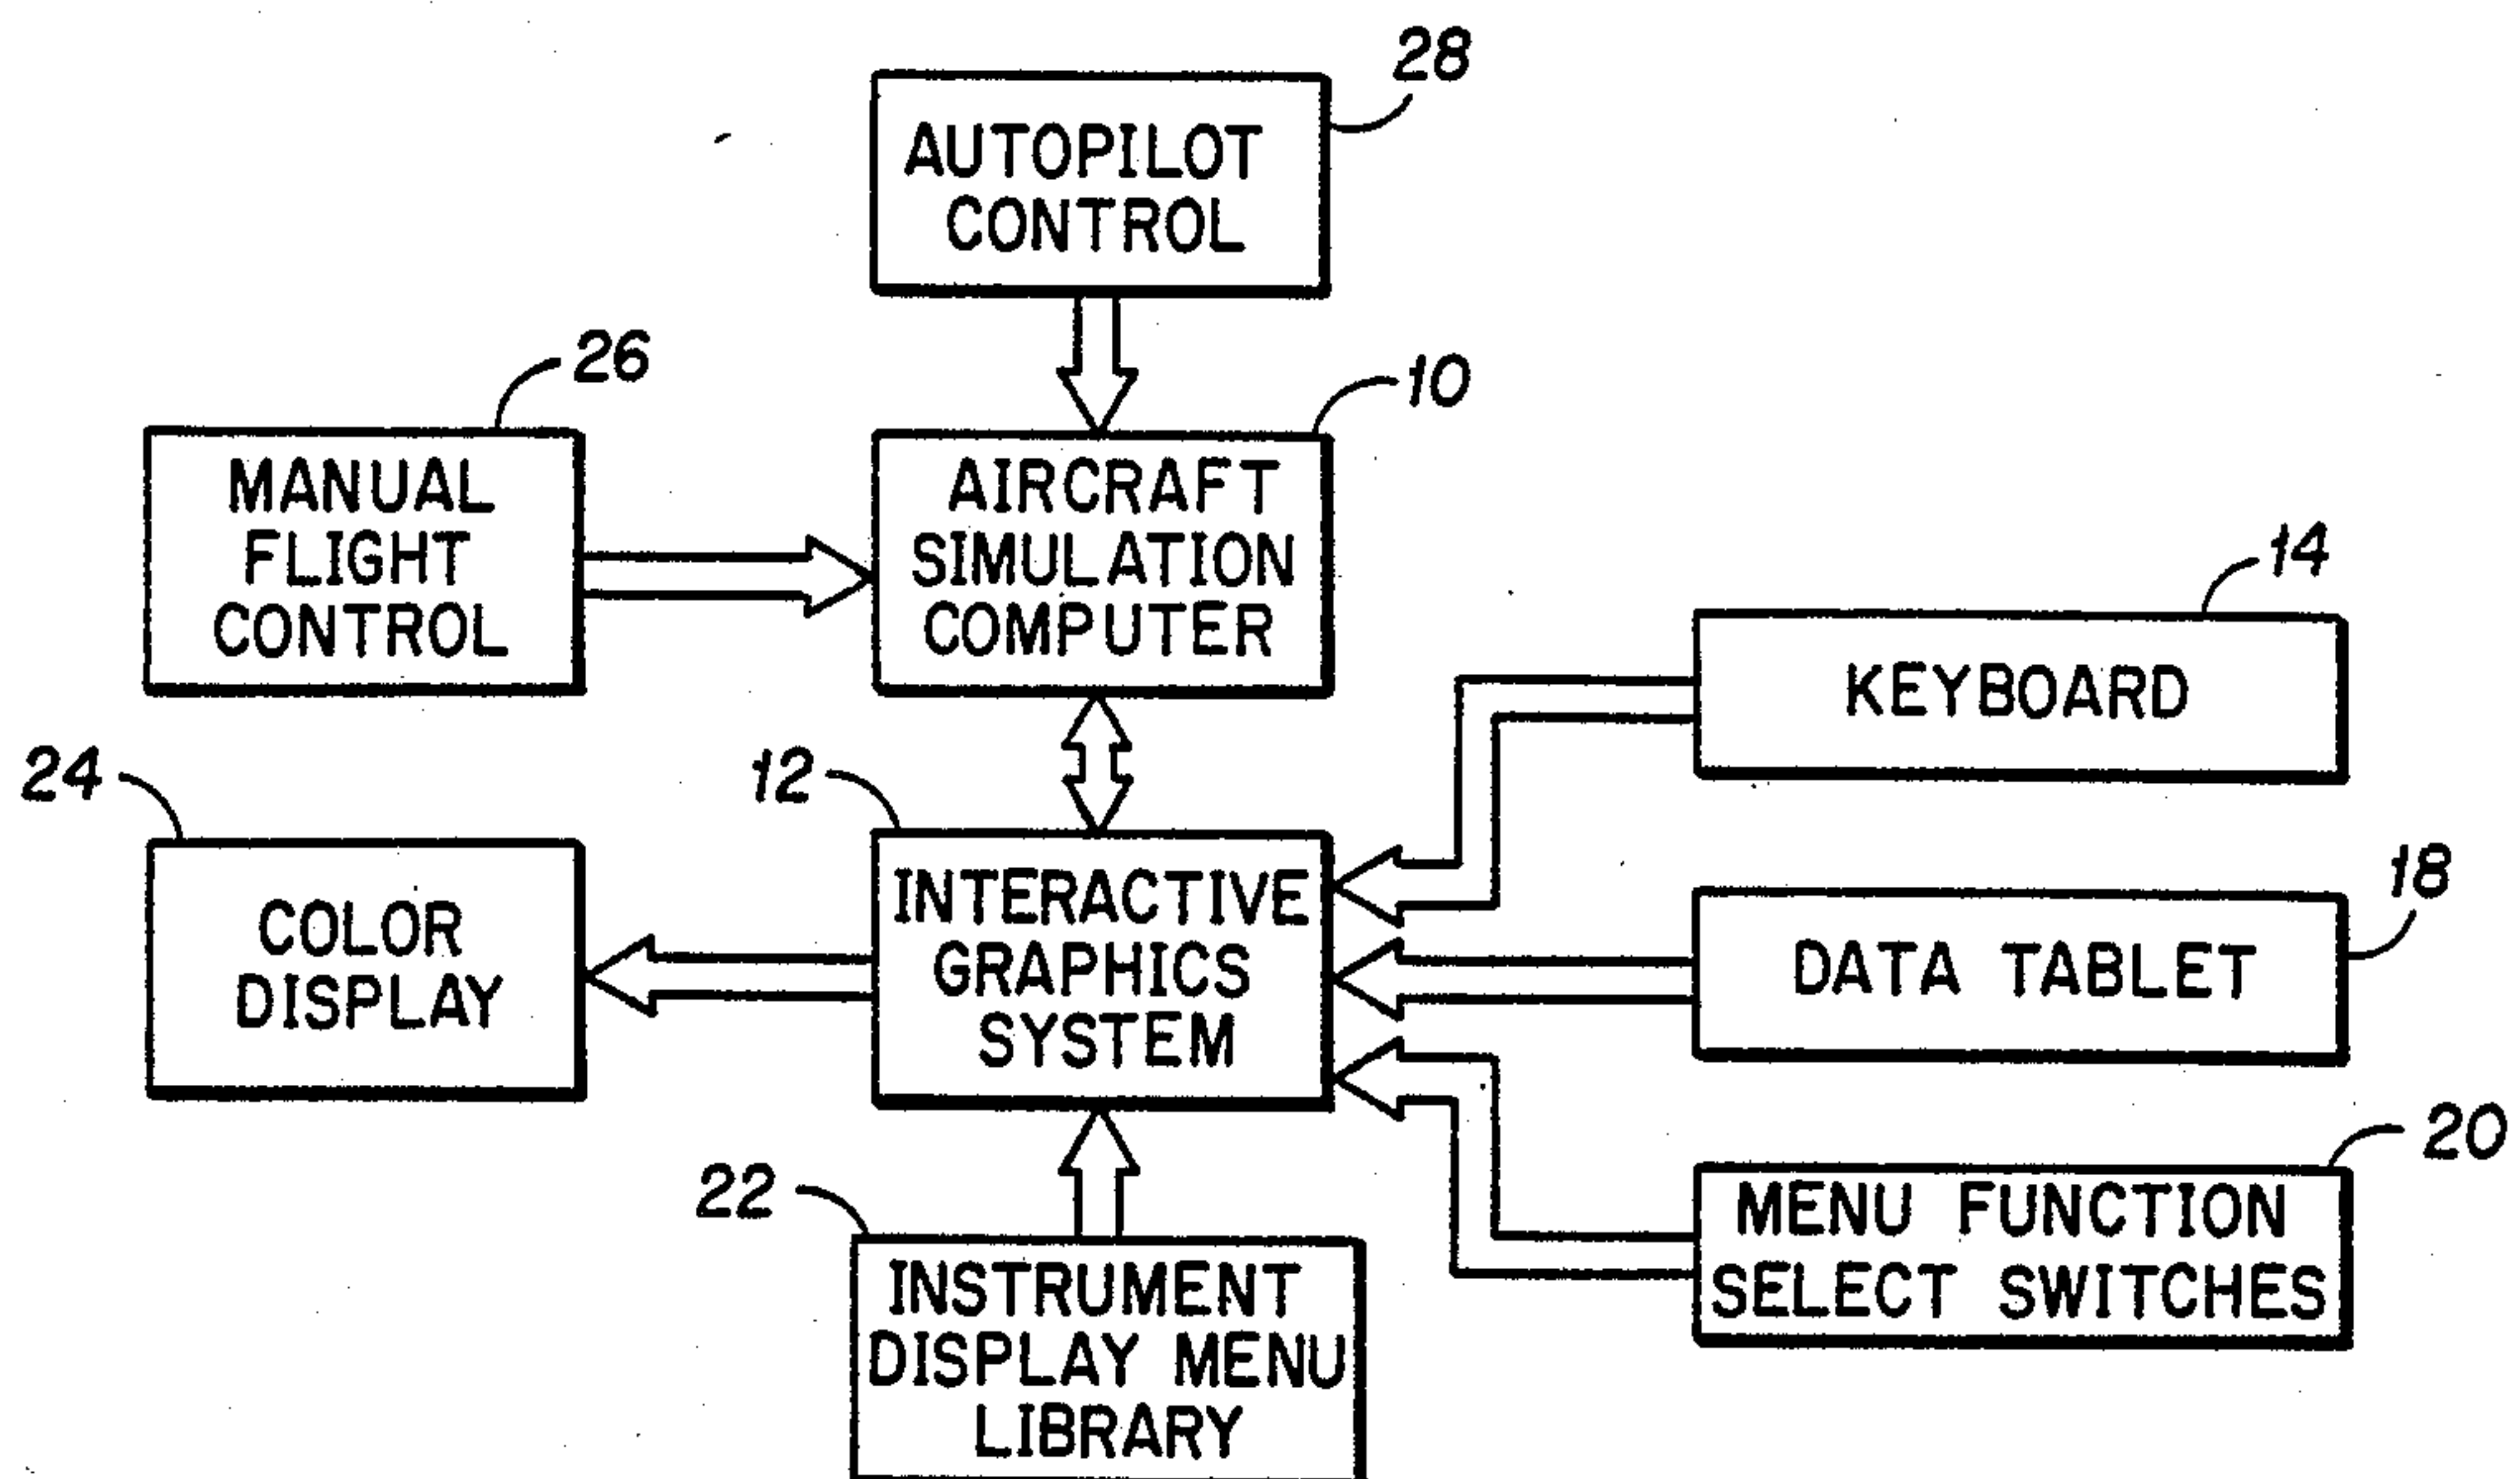 28
AUTOPILOT
CONTROL
26
10
MANUAL
FLIGHT
CONTROL
AIRCRAFT
SIMULATION
COMPUTER
14
KEYBOARD
24
12
COLOR
DISPLAY
INTERACTIVE
GRAPHICS
SYSTEM
18
DATA TABLET
20
MENU FUNCTION
SELECT SWITCHES
22
INSTRUMENT
DISPLAY MENU
LIBRARY